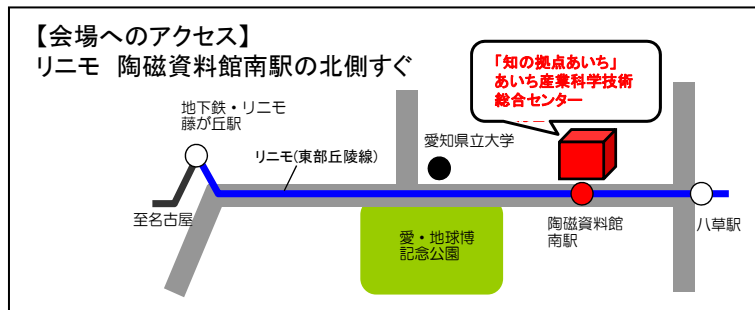 【会場へのアクセス】
リニモ 陶磁資料館南駅の北側すぐ
「知の拠点あいち」
あいち産業科学技術
総合センター
地下鉄・リニモ
藤が丘駅
愛知県立大学
リニモ(東部丘陵線)
至名古屋
愛・地球博
記念公園
陶磁資料館
南駅
八草駅